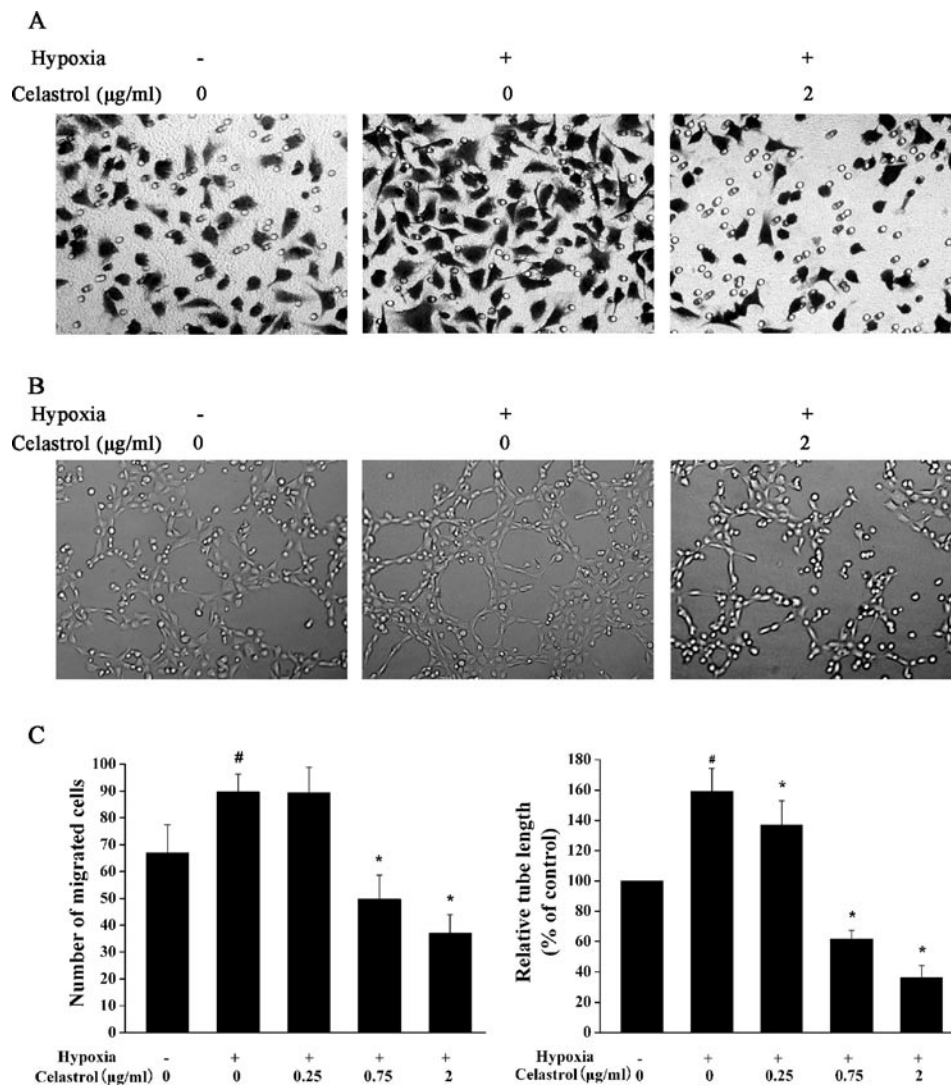 A
Hypoxia - + +
Celastrol (μg/ml) 0 0 2
B
Hypoxia - + +
Celastrol (μg/ml) 0 0 2
C
Number of migrated cells
100
90
80
70
60
50
40
30
20
10
0
#
*
*
Hypoxia - + + + +
Celastrol (μg/ml) 0 0 0.25 0.75 2
Relative tube length
(% of control)
180
160
140
120
100
80
60
40
20
0
#
*
*
*
Hypoxia - + + + +
Celastrol (μg/ml) 0 0 0.25 0.75 2